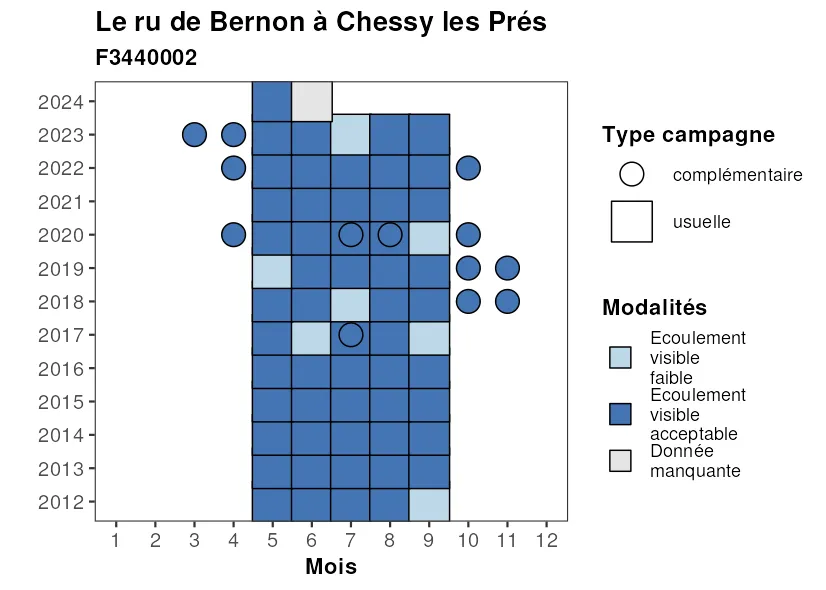 Le ru de Bernon à Chessy les Prés
F3440002
2024
2023
2022
2021
2020
2019
2018
2017
2016
2015
2014
2013
2012
1 2 3 4 5 6 7 8 9 10 11 12
Mois
Type campagne
complémentaire
usuelle
Modalités
Ecoulement
visible
faible
Ecoulement
visible
acceptable
Donnée
manquante